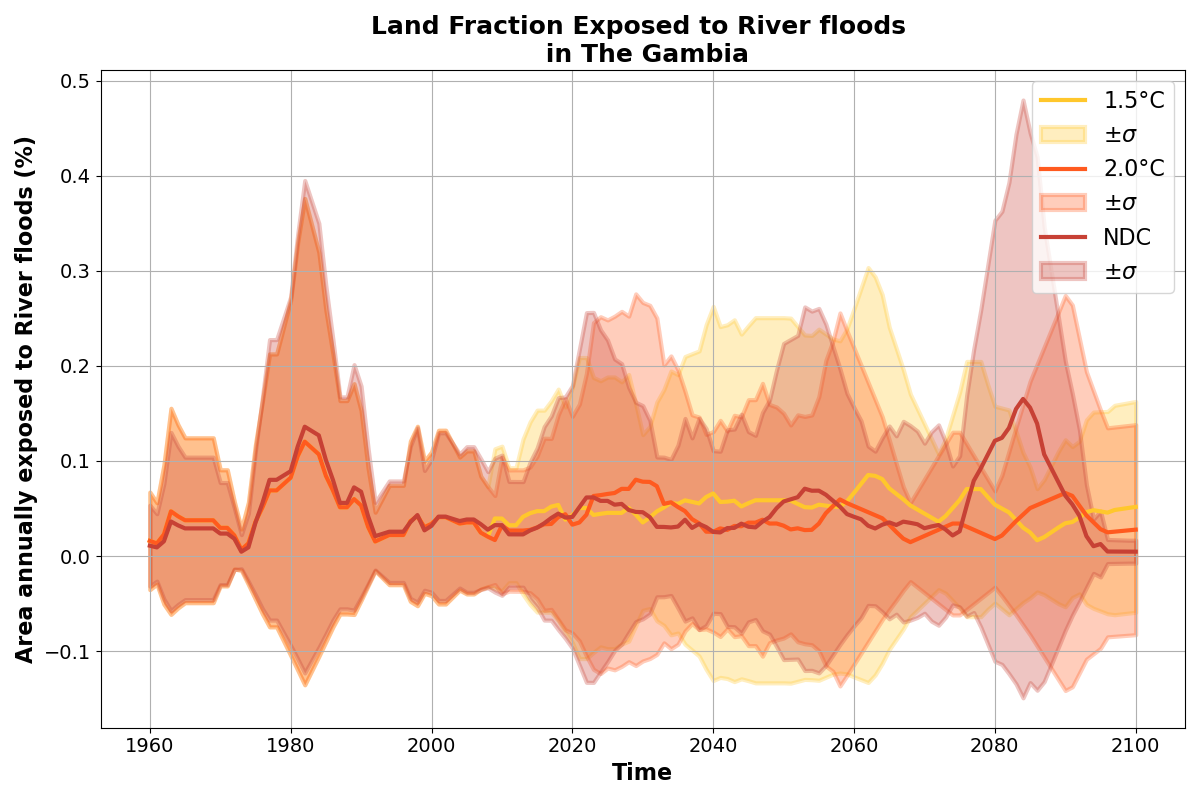 Land Fraction Exposed to River floods
in The Gambia
Area annually exposed to River floods (%)
0.5
0.4
0.3
0.2
0.1
0.0
−0.1
1.5°C
±σ
2.0°C
±σ
NDC
±σ
1960 1980 2000 2020 2040 2060 2080 2100
Time